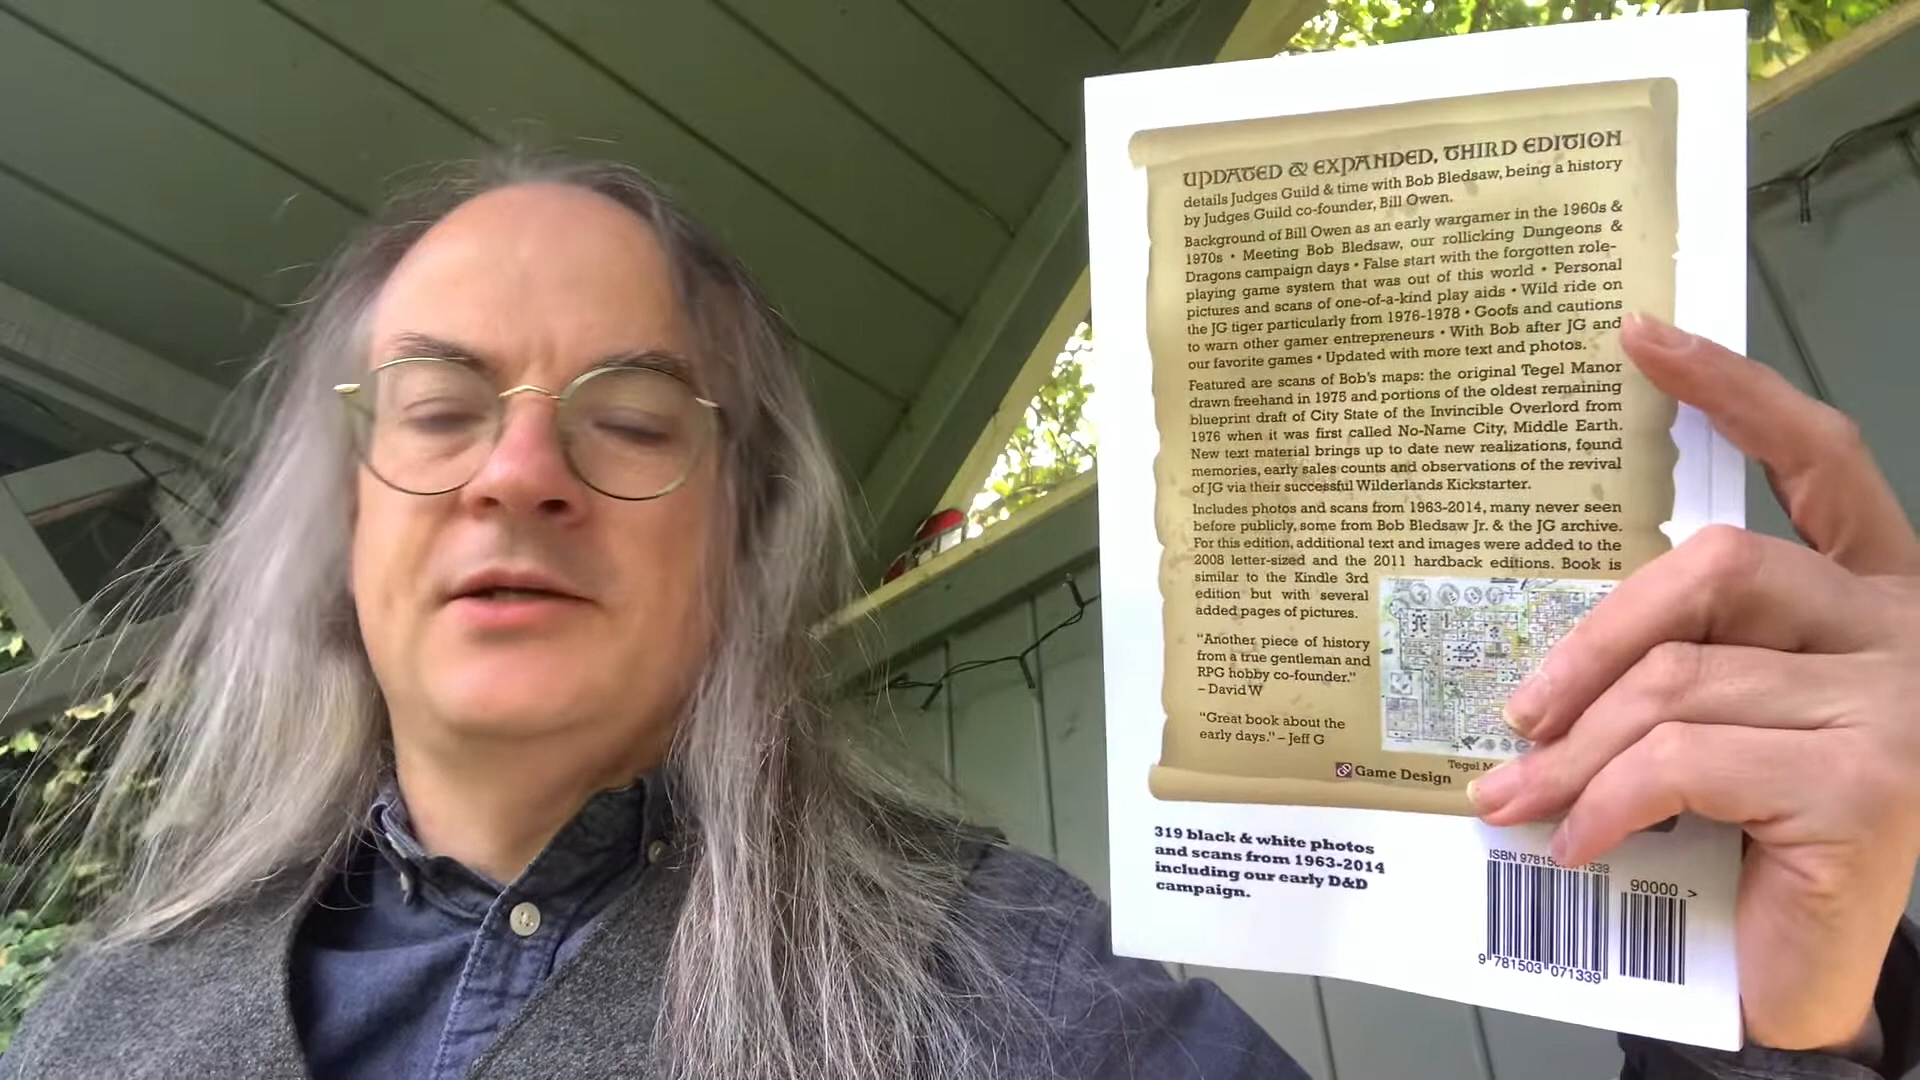 UPDATED & EXPANDED, THIRD EDITION
details Judges Guild & time with Bob Bledsaw, being a history
by Judges Guild co-founder, Bill Owen.
Background of Bill Owen as an early wargamer in the 1960s &
1970s • Meeting Bob Bledsaw, our rollicking Dungeons &
Dragons campaign days • False start with the forgotten role-
playing game system that was out of this world • Personal
pictures and scans of one-of-a-kind play aids • Wild ride on
the JG tiger particularly from 1976-1978 • Goofs and cautions
to warn other gamer entrepreneurs • With Bob after JG and
our favorite games • Updated with more text and photos.
Featured are scans of Bob's maps: the original Tegel Manor
drawn freehand in 1975 and portions of the oldest remaining
blueprint draft of City State of the Invincible Overlord from
1976 when it was first called No-Name City, Middle Earth.
New text material brings up to date new realizations, found
memories, early sales counts and observations of the revival
of JG via their successful Wilderlands Kickstarter.
Includes photos and scans from 1963-2014, many never seen
before publicly, some from Bob Bledsaw Jr. & the JG archive.
For this edition, additional text and images were added to the
2008 letter-sized and the 2011 hardback editions. Book is
similar to the Kindle 3rd
edition but with several
added pages of pictures.
"Another piece of history
from a true gentleman and
RPG hobby co-founder."
– David W
"Great book about the
early days." – Jeff G
Tegel
Game Design
319 black & white photos
and scans from 1963-2014
including our early D&D
campaign.
ISBN
90000 >
9 781503 071339